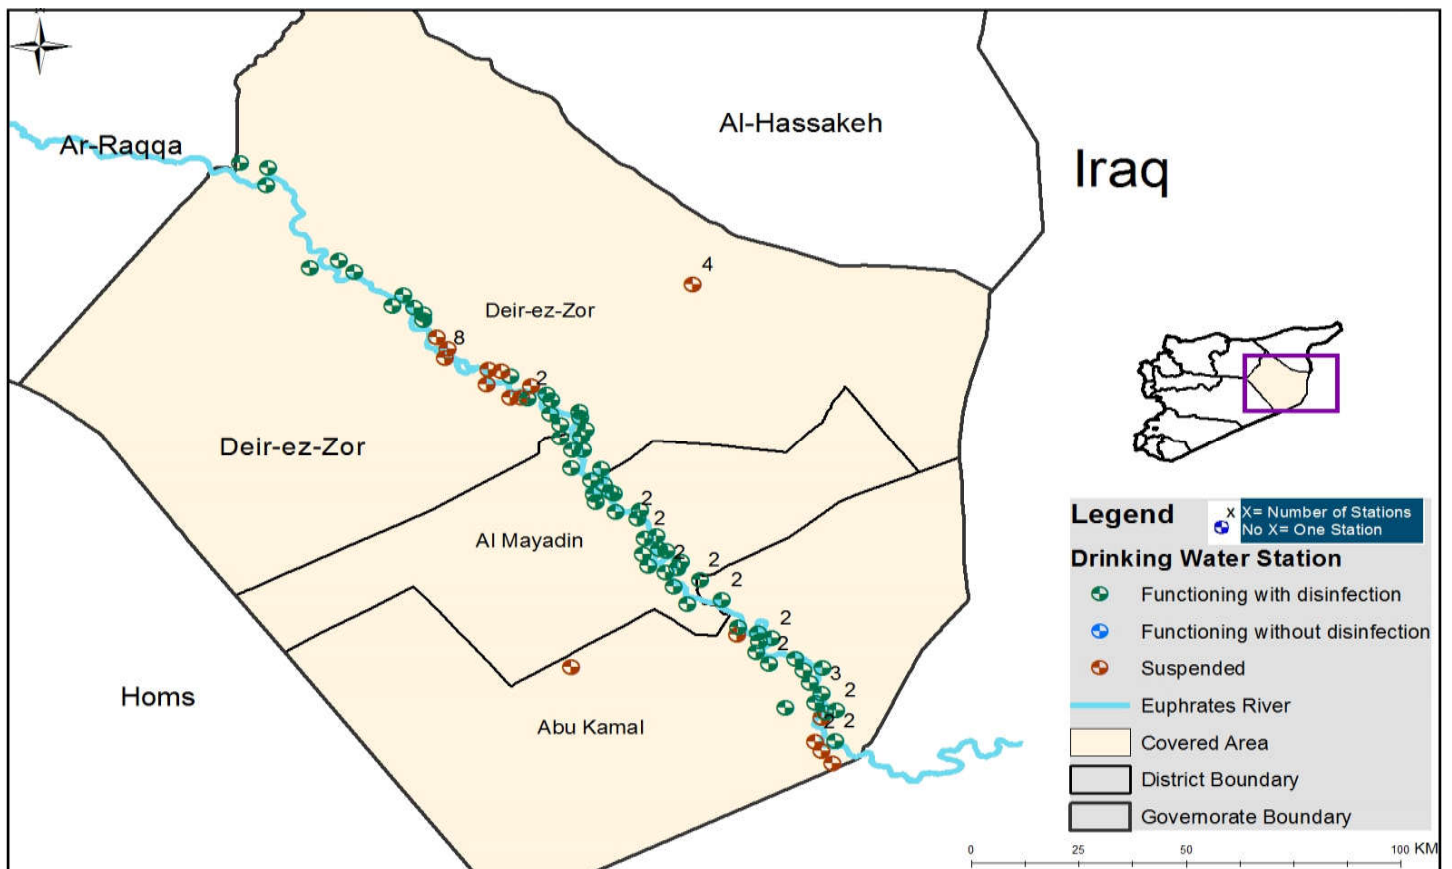 Ar-Raqqa
Al-Hassakeh
Iraq
4
Deir-ez-Zor
8
2
Deir-ez-Zor
2
2
Al Mayadin
2
2
2
2
2
3
2
2
2
Homs
Abu Kamal
Legend
X
X= Number of Stations
No X= One Station
Drinking Water Station
Functioning with disinfection
Functioning without disinfection
Suspended
Euphrates River
Covered Area
District Boundary
Governorate Boundary
0 25 50 100 KM